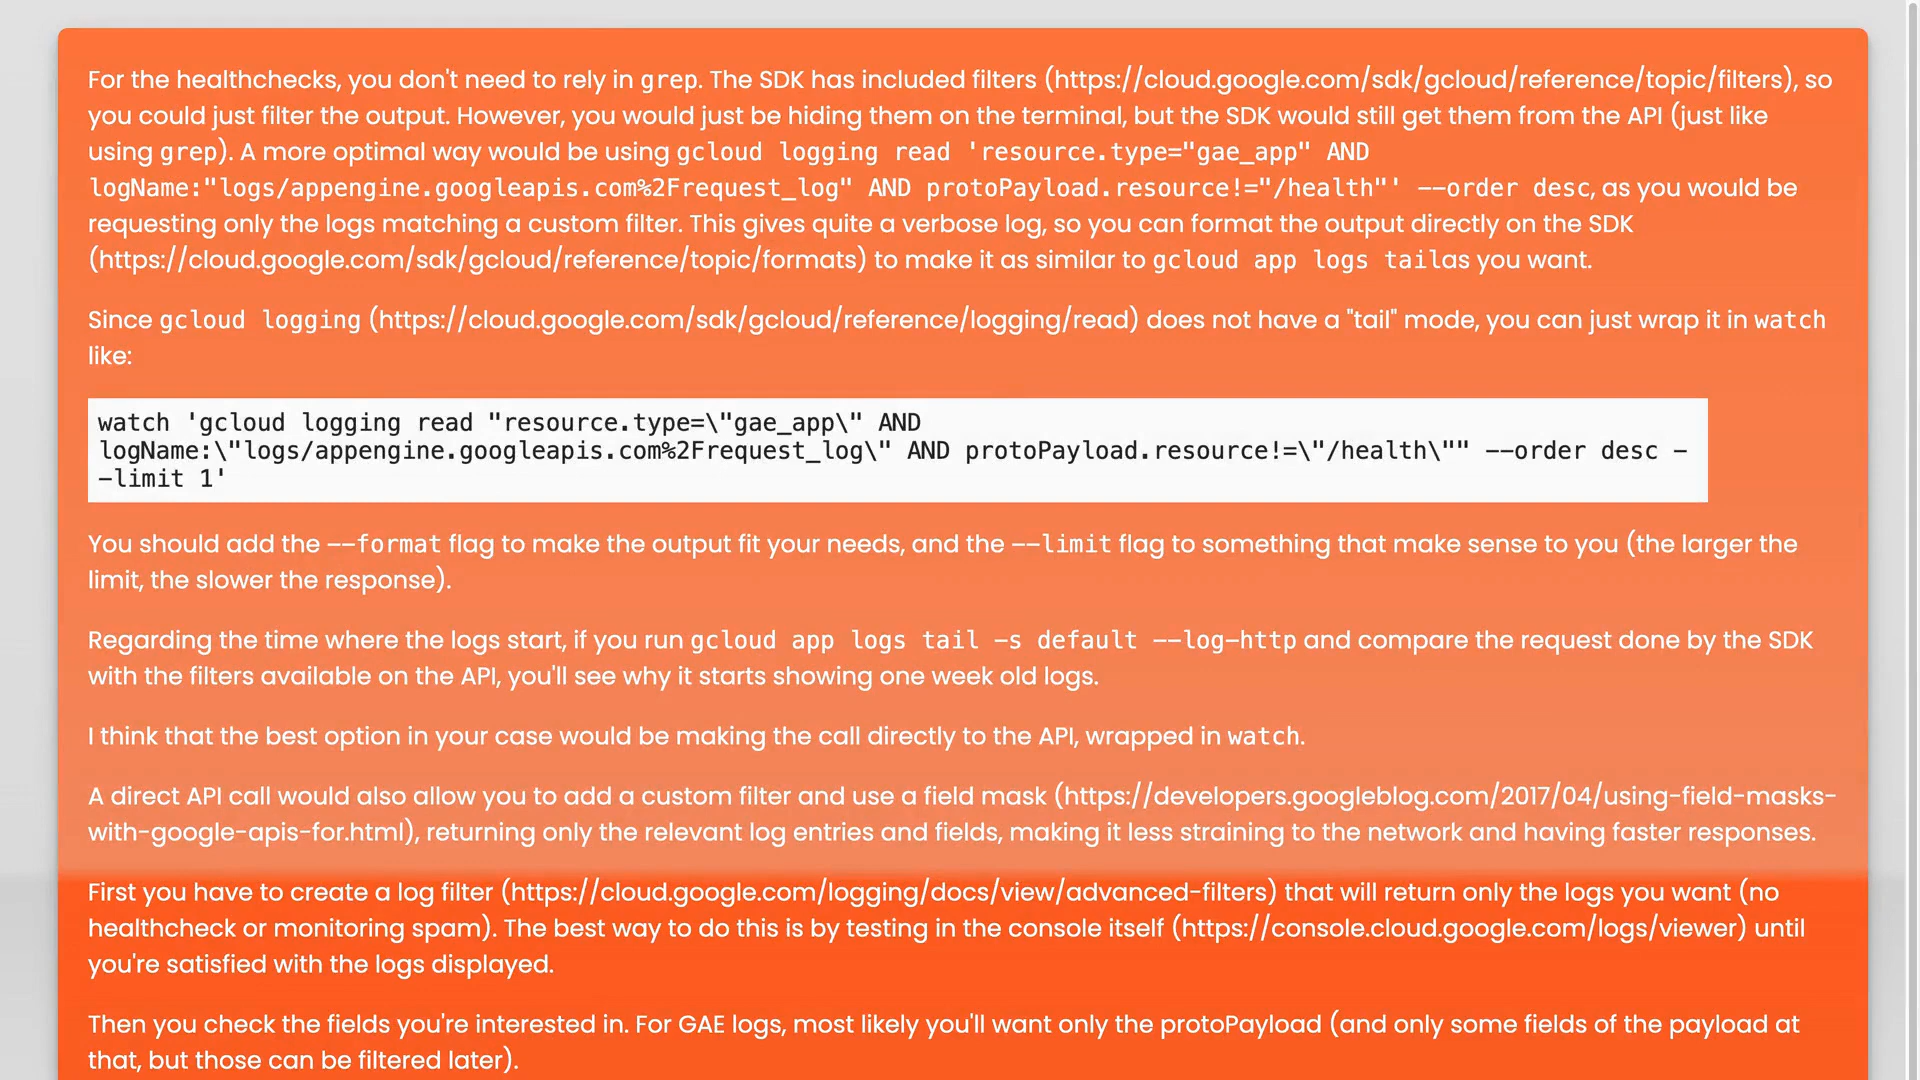 For the healthchecks, you don't need to rely in grep. The SDK has included filters (https://cloud.google.com/sdk/gcloud/reference/topic/filters), so
you could just filter the output. However, you would just be hiding them on the terminal, but the SDK would still get them from the API (just like
using grep). A more optimal way would be using gcloud logging read 'resource.type="gae_app" AND
logName:"logs/appengine.googleapis.com%2Frequest_log" AND protoPayload.resource!="/health"' --order desc, as you would be
requesting only the logs matching a custom filter. This gives quite a verbose log, so you can format the output directly on the SDK
(https://cloud.google.com/sdk/gcloud/reference/topic/formats) to make it as similar to gcloud app logs tailas you want.
Since gcloud logging (https://cloud.google.com/sdk/gcloud/reference/logging/read) does not have a "tail" mode, you can just wrap it in watch
like:
watch 'gcloud logging read "resource.type=\"gae_app\" AND
logName:\"logs/appengine.googleapis.com%2Frequest_log\" AND protoPayload.resource!=\"/health\"" --order desc -
-limit 1'
You should add the --format flag to make the output fit your needs, and the --limit flag to something that make sense to you (the larger the
limit, the slower the response).
Regarding the time where the logs start, if you run gcloud app logs tail -s default --log-http and compare the request done by the SDK
with the filters available on the API, you'll see why it starts showing one week old logs.
I think that the best option in your case would be making the call directly to the API, wrapped in watch.
A direct API call would also allow you to add a custom filter and use a field mask (https://developers.googleblog.com/2017/04/using-field-masks-
with-google-apis-for.html), returning only the relevant log entries and fields, making it less straining to the network and having faster responses.
First you have to create a log filter (https://cloud.google.com/logging/docs/view/advanced-filters) that will return only the logs you want (no
healthcheck or monitoring spam). The best way to do this is by testing in the console itself (https://console.cloud.google.com/logs/viewer) until
you're satisfied with the logs displayed.
Then you check the fields you're interested in. For GAE logs, most likely you'll want only the protoPayload (and only some fields of the payload at
that, but those can be filtered later).